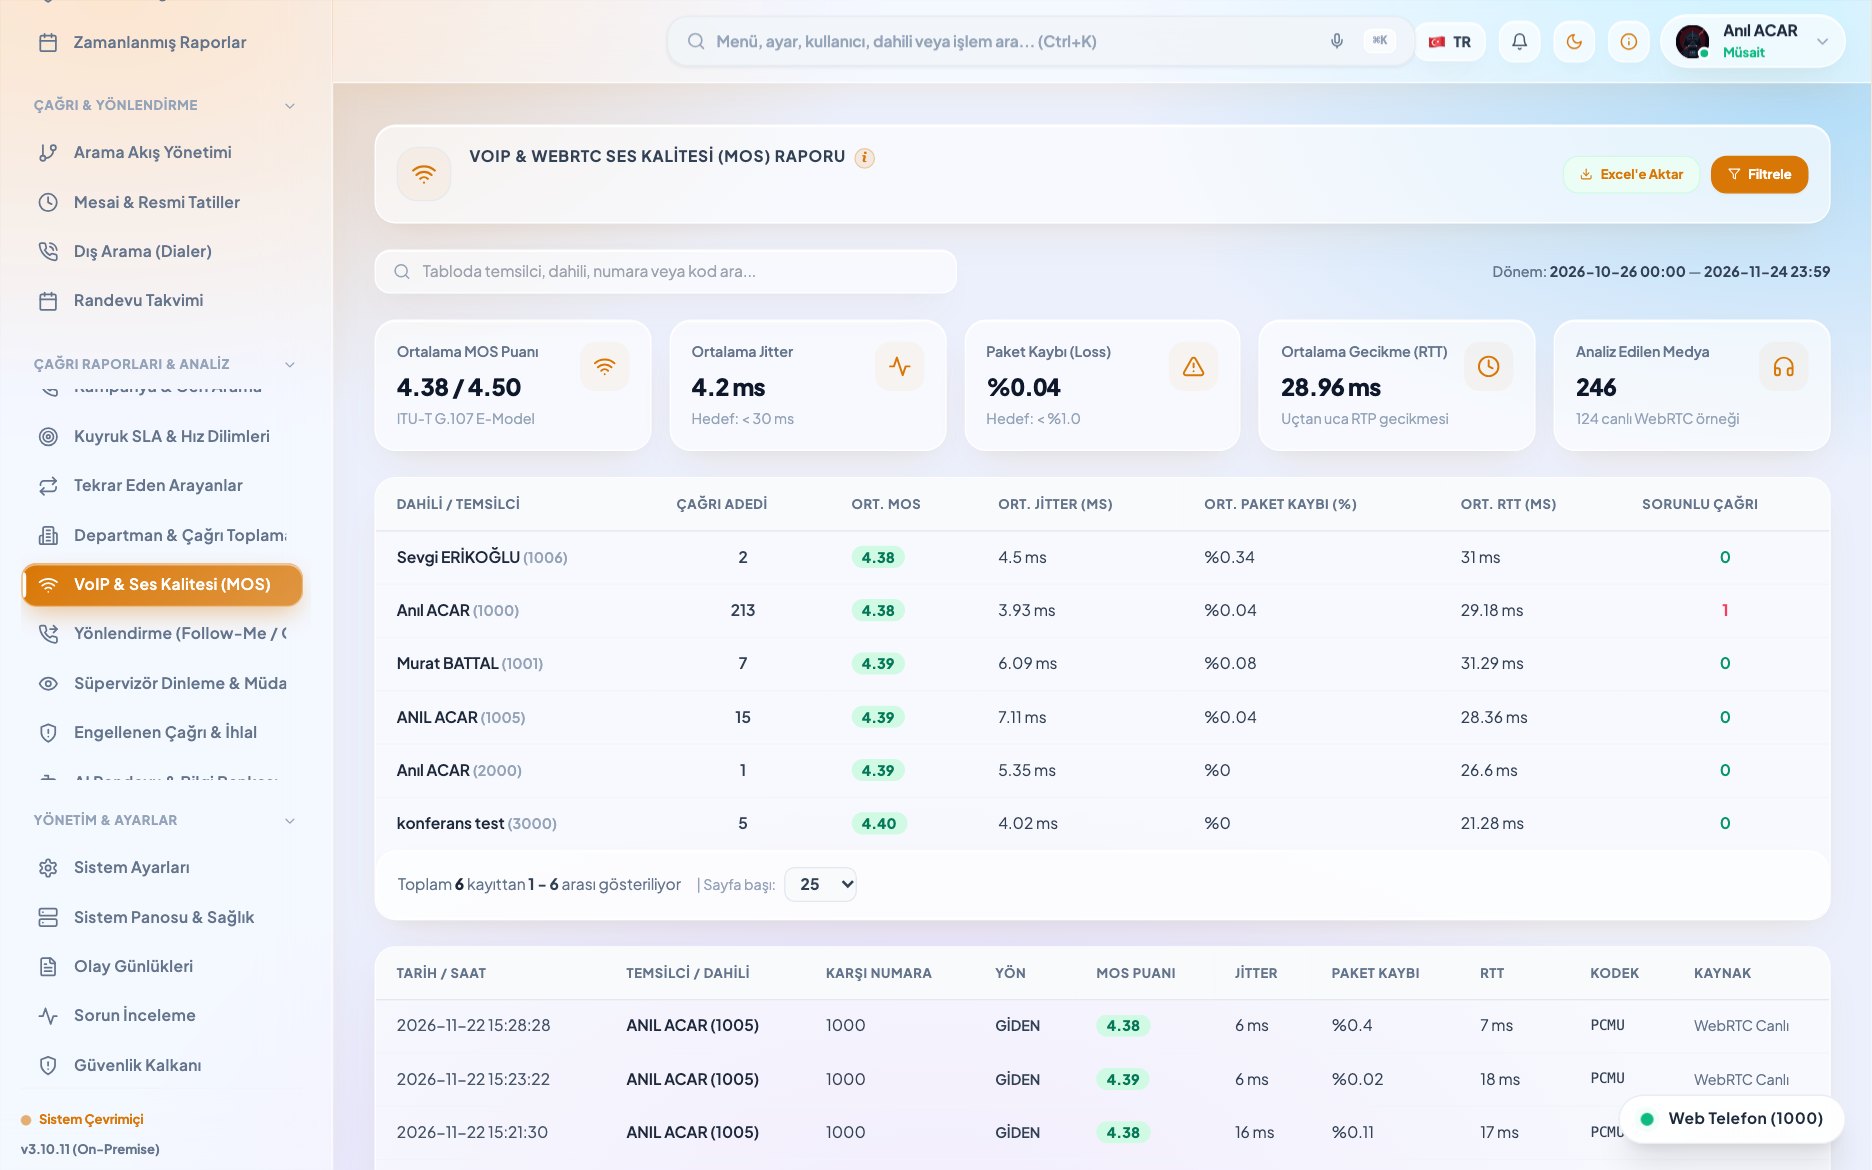 Zamanlanmış Raporlar
ÇAĞRI & YÖNLENDİRME
Arama Akış Yönetimi
Mesai & Resmi Tatiller
Dış Arama (Dialer)
Randevu Takvimi
ÇAĞRI RAPORLARI & ANALİZ
Kuyruk SLA & Hız Dilimleri
Tekrar Eden Arayanlar
Departman & Çağrı Toplam
VoIP & Ses Kalitesi (MOS)
Yönlendirme (Follow-Me /
Süpervizör Dinleme & Müda
Engellenen Çağrı & İhlal
YÖNETİM & AYARLAR
Sistem Ayarları
Sistem Panosu & Sağlık
Olay Günlükleri
Sorun İnceleme
Güvenlik Kalkanı
Sistem Çevrimiçi
v3.10.11 (On-Premise)
Menü, ayar, kullanıcı, dahili veya işlem ara... (Ctrl+K)
⌘K
TR
Anıl ACAR
Müsait
VOIP & WEBRTC SES KALİTESİ (MOS) RAPORU
Excel'e Aktar
Filtrele
Tabloda temsilci, dahili, numara veya kod ara...
Dönem: 2026-10-26 00:00 — 2026-11-24 23:59
Ortalama MOS Puanı
4.38 / 4.50
ITU-T G.107 E-Model
Ortalama Jitter
4.2 ms
Hedef: < 30 ms
Paket Kaybı (Loss)
%0.04
Hedef: < %1.0
Ortalama Gecikme (RTT)
28.96 ms
Uçtan uca RTP gecikmesi
Analiz Edilen Medya
246
124 canlı WebRTC örneği
DAHİLİ / TEMSİLCİ ÇAĞRI ADEDİ ORT. MOS ORT. JİTTER (MS) ORT. PAKET KAYBI (%) ORT. RTT (MS) SORUNLU ÇAĞRI
Sevgi ERİKOĞLU (1006) 2 4.38 4.5 ms %0.34 31 ms 0
Anıl ACAR (1000) 213 4.38 3.93 ms %0.04 29.18 ms 1
Murat BATTAL (1001) 7 4.39 6.09 ms %0.08 31.29 ms 0
ANIL ACAR (1005) 15 4.39 7.11 ms %0.04 28.36 ms 0
Anıl ACAR (2000) 1 4.39 5.35 ms %0 26.6 ms 0
konferans test (3000) 5 4.40 4.02 ms %0 21.28 ms 0
Toplam 6 kayıttan 1 - 6 arası gösteriliyor | Sayfa başı: 25
TARİH / SAAT TEMSİLCİ / DAHİLİ KARŞI NUMARA YÖN MOS PUANI JİTTER PAKET KAYBI RTT KODEK KAYNAK
2026-11-22 15:28:28 ANIL ACAR (1005) 1000 GİDEN 4.38 6 ms %0.4 7 ms PCMU WebRTC Canlı
2026-11-22 15:23:22 ANIL ACAR (1005) 1000 GİDEN 4.39 6 ms %0.02 18 ms PCMU WebRTC Canlı
2026-11-22 15:21:30 ANIL ACAR (1005) 1000 GİDEN 4.38 16 ms %0.11 17 ms PCMU
Web Telefon (1000)